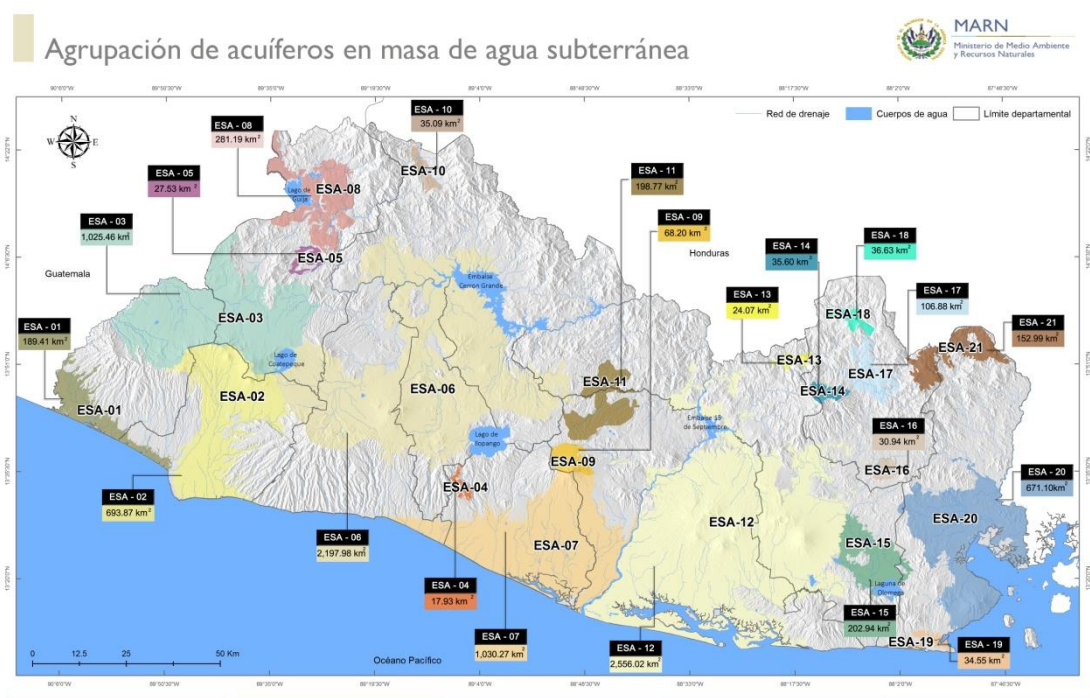 Agrupación de acuíferos en masa de agua subterránea
MARN
Ministerio de Medio Ambiente
y Recursos Naturales
Red de drenaje
Cuerpos de agua
Límite departamental
N
W
E
S
Guatemala
Honduras
Océano Pacífico
ESA - 08
281.19 km²
ESA - 10
35.09 km²
ESA - 05
27.53 km²
ESA - 03
1,025.46 km²
ESA - 11
198.77 km²
ESA - 09
68.20 km²
ESA - 14
35.60 km²
ESA - 18
36.63 km²
ESA - 13
24.07 km²
ESA - 17
106.88 km²
ESA - 21
152.99 km²
ESA - 01
189.41 km²
ESA - 16
30.94 km²
ESA - 20
671.10km²
ESA - 02
693.87 km²
ESA - 06
2,197.98 km²
ESA - 04
17.93 km²
ESA - 07
1,030.27 km²
ESA - 12
2,556.02 km²
ESA - 15
202.94 km²
ESA - 19
34.55 km²
ESA-10
ESA-08
ESA-05
ESA-03
ESA-18
ESA-21
ESA-13
ESA-17
ESA-11
ESA-14
ESA-06
ESA-02
ESA-01
ESA-09
ESA-16
ESA-04
ESA-12
ESA-20
ESA-07
ESA-15
ESA-19
Lago de
Güija
Embalse
Cerron Grande
Lago de
Coatepeque
Lago de
Ilopango
Embalse 15
de Septiembre
Laguna de
Olomega
0 12.5 25 50 Km